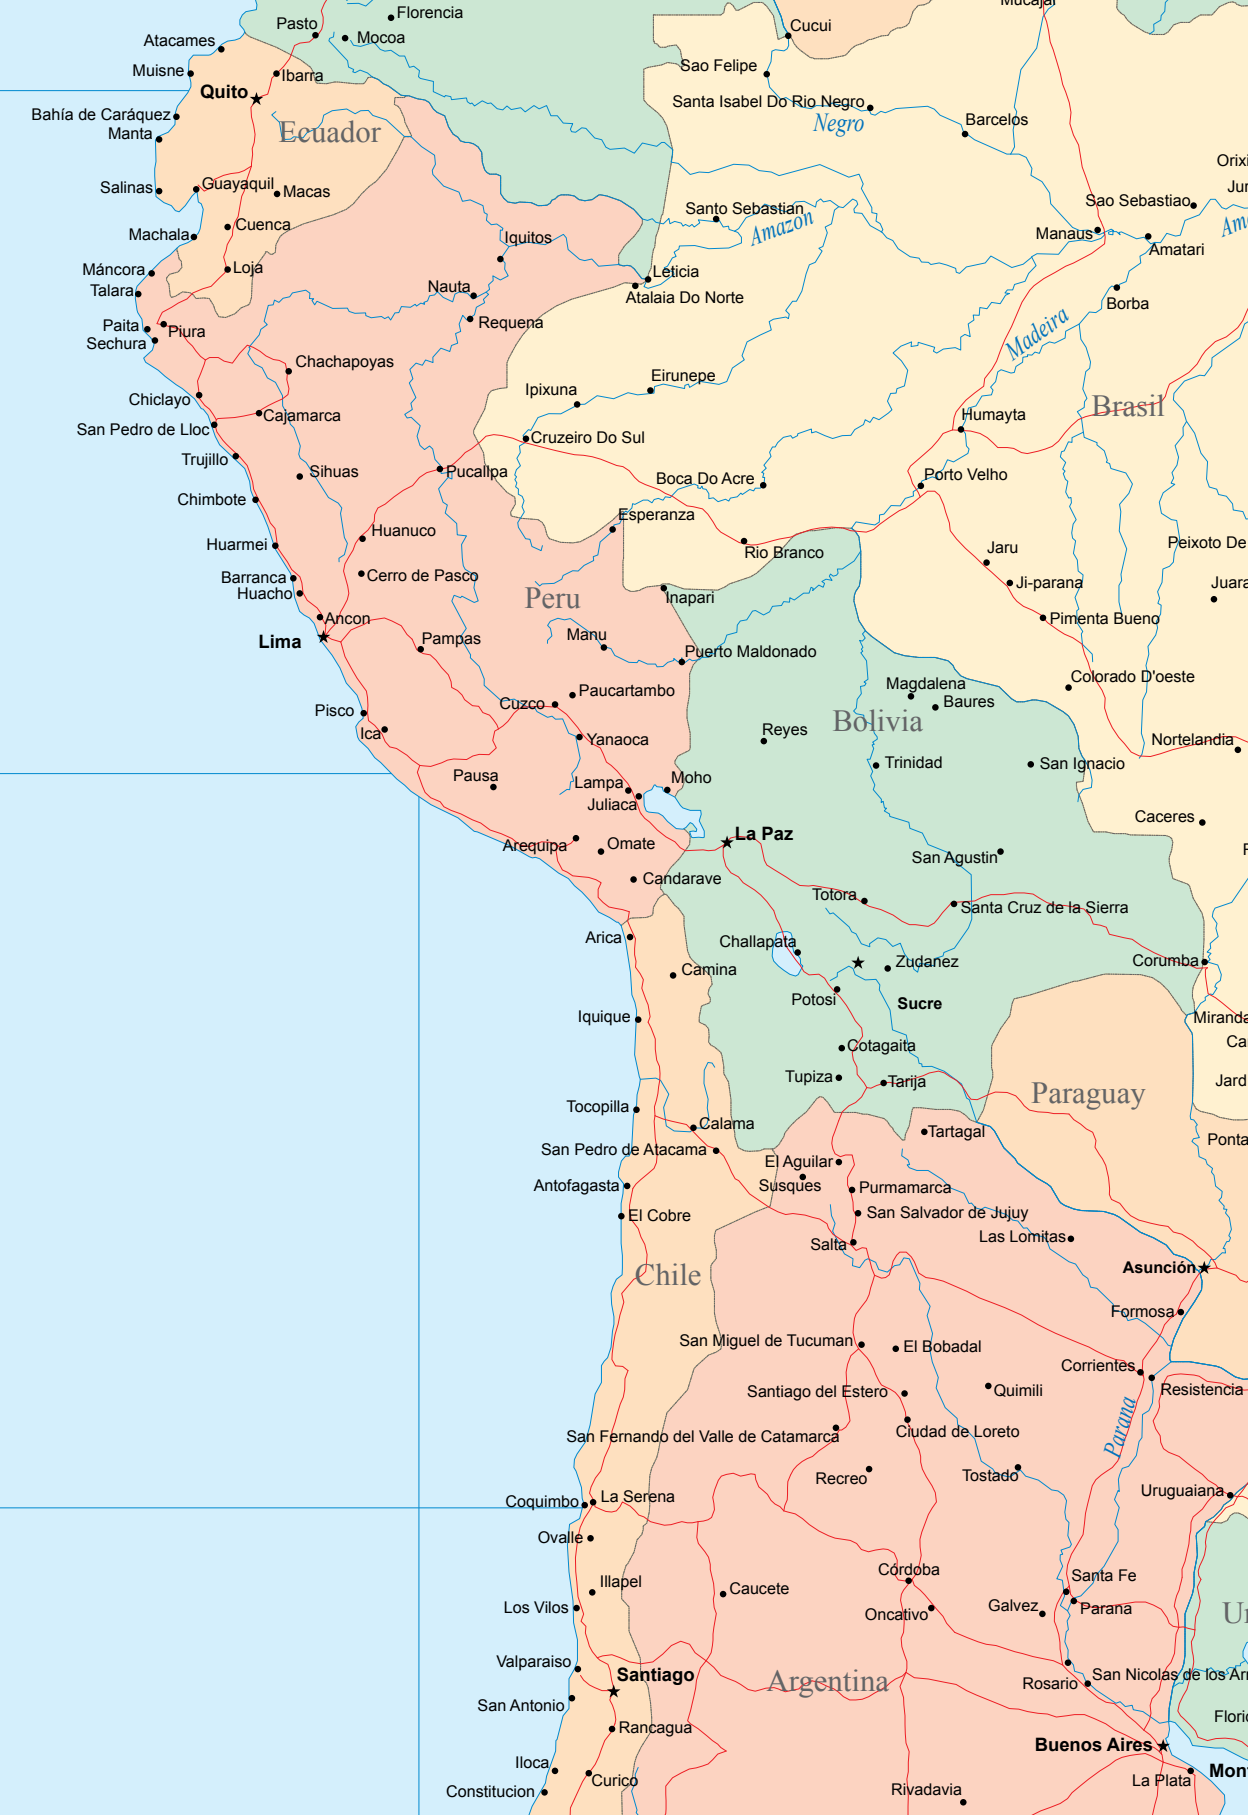 Florencia
Pasto
Mocoa
Atacames
Muisne
Ibarra
Quito
Bahía de Caráquez
Manta
Ecuador
Salinas
Guayaquil
Macas
Cuenca
Machala
Loja
Máncora
Talara
Paita
Piura
Sechura
Cucui
Sao Felipe
Santa Isabel Do Rio Negro
Negro
Barcelos
Santo Sebastian
Amazon
Sao Sebastiao
Manaus
Amatari
Borba
Madeira
Iquitos
Nauta
Requena
Leticia
Atalaia Do Norte
Chachapoyas
Chiclayo
Cajamarca
San Pedro de Lloc
Trujillo
Sihuas
Chimbote
Huarmei
Huanuco
Barranca
Huacho
Cerro de Pasco
Ancon
Lima
Pampas
Pucallpa
Ipixuna
Eirunepe
Cruzeiro Do Sul
Boca Do Acre
Esperanza
Rio Branco
Humayta
Brasil
Porto Velho
Jaru
Ji-parana
Peixoto De
Pimenta Bueno
Peru
Inapari
Manu
Puerto Maldonado
Colorado D'oeste
Pisco
Ica
Cuzco
Paucartambo
Yanaoca
Pausa
Lampa
Juliaca
Moho
Magdalena
Baures
Bolivia
Reyes
Trinidad
San Ignacio
Nortelandia
Caceres
La Paz
Arequipa
Omate
Candarave
San Agustin
Totora
Santa Cruz de la Sierra
Arica
Camina
Challapata
Zudanez
Corumba
Potosi
Sucre
Iquique
Cotagaita
Tupiza
Tarija
Paraguay
Tocopilla
Calama
San Pedro de Atacama
Tartagal
El Aguilar
Susques
Antofagasta
Purmamarca
El Cobre
San Salvador de Jujuy
Salta
Las Lomitas
Asunción
Chile
Formosa
San Miguel de Tucuman
El Bobadal
Corrientes
Santiago del Estero
Quimili
Resistencia
San Fernando del Valle de Catamarca
Ciudad de Loreto
Parana
Recreo
Tostado
Coquimbo
La Serena
Uruguaiana
Ovalle
Illapel
Caucete
Córdoba
Santa Fe
Los Vilos
Oncativo
Galvez
Parana
Valparaiso
Santiago
Argentina
Rosario
San Nicolas de los Arr
San Antonio
Rancagua
Buenos Aires
Iloca
Curico
La Plata
Constitucion
Rivadavia